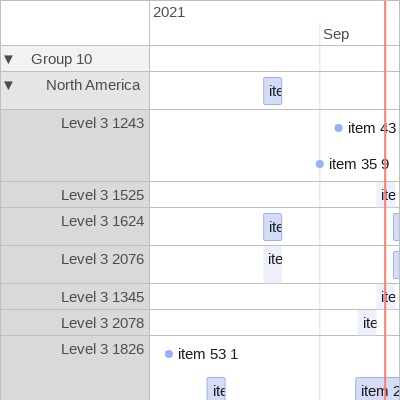 2021
Sep
▼ Group 10
▼ North America
ite
Level 3 1243
item 43
item 35 9
Level 3 1525
ite
Level 3 1624
ite
Level 3 2076
ite
Level 3 1345
ite
Level 3 2078
ite
Level 3 1826
item 53 1
ite
item 2